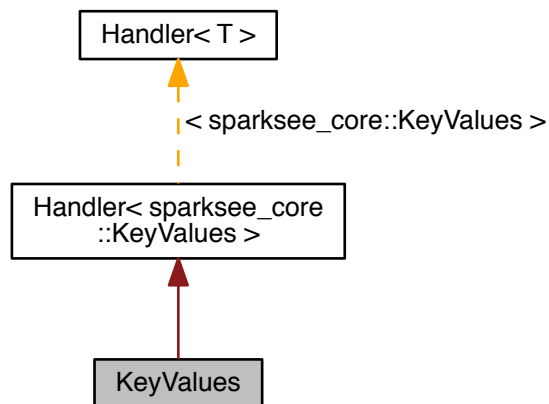 Handler< T >
< sparksee_core::KeyValues >
Handler< sparksee_core
::KeyValues >
KeyValues